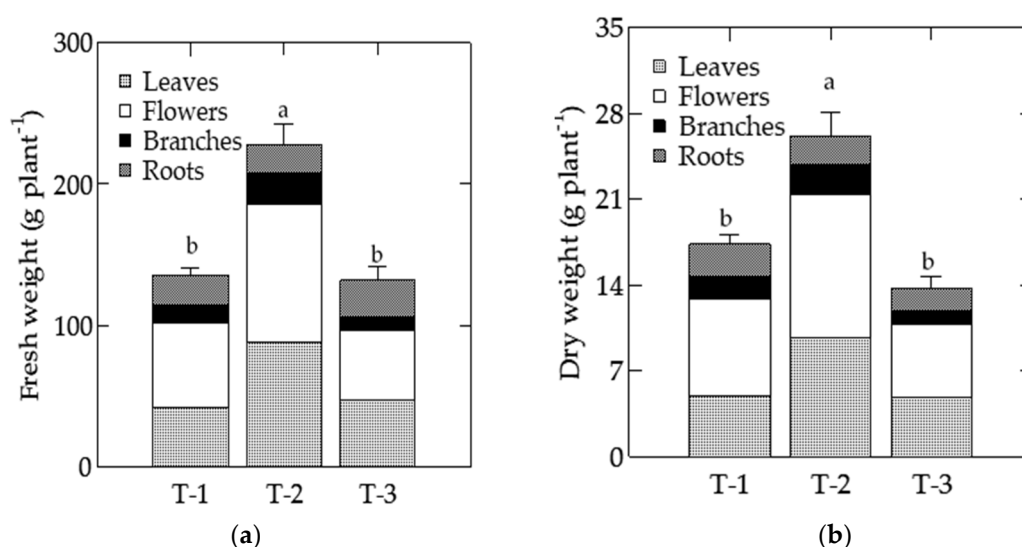 300
200
100
0
Fresh weight (g plant⁻¹)
Leaves
Flowers
Branches
Roots
b
a
b
T-1 T-2 T-3
(a)
35
28
21
14
7
0
Dry weight (g plant⁻¹)
Leaves
Flowers
Branches
Roots
b
a
b
T-1 T-2 T-3
(b)